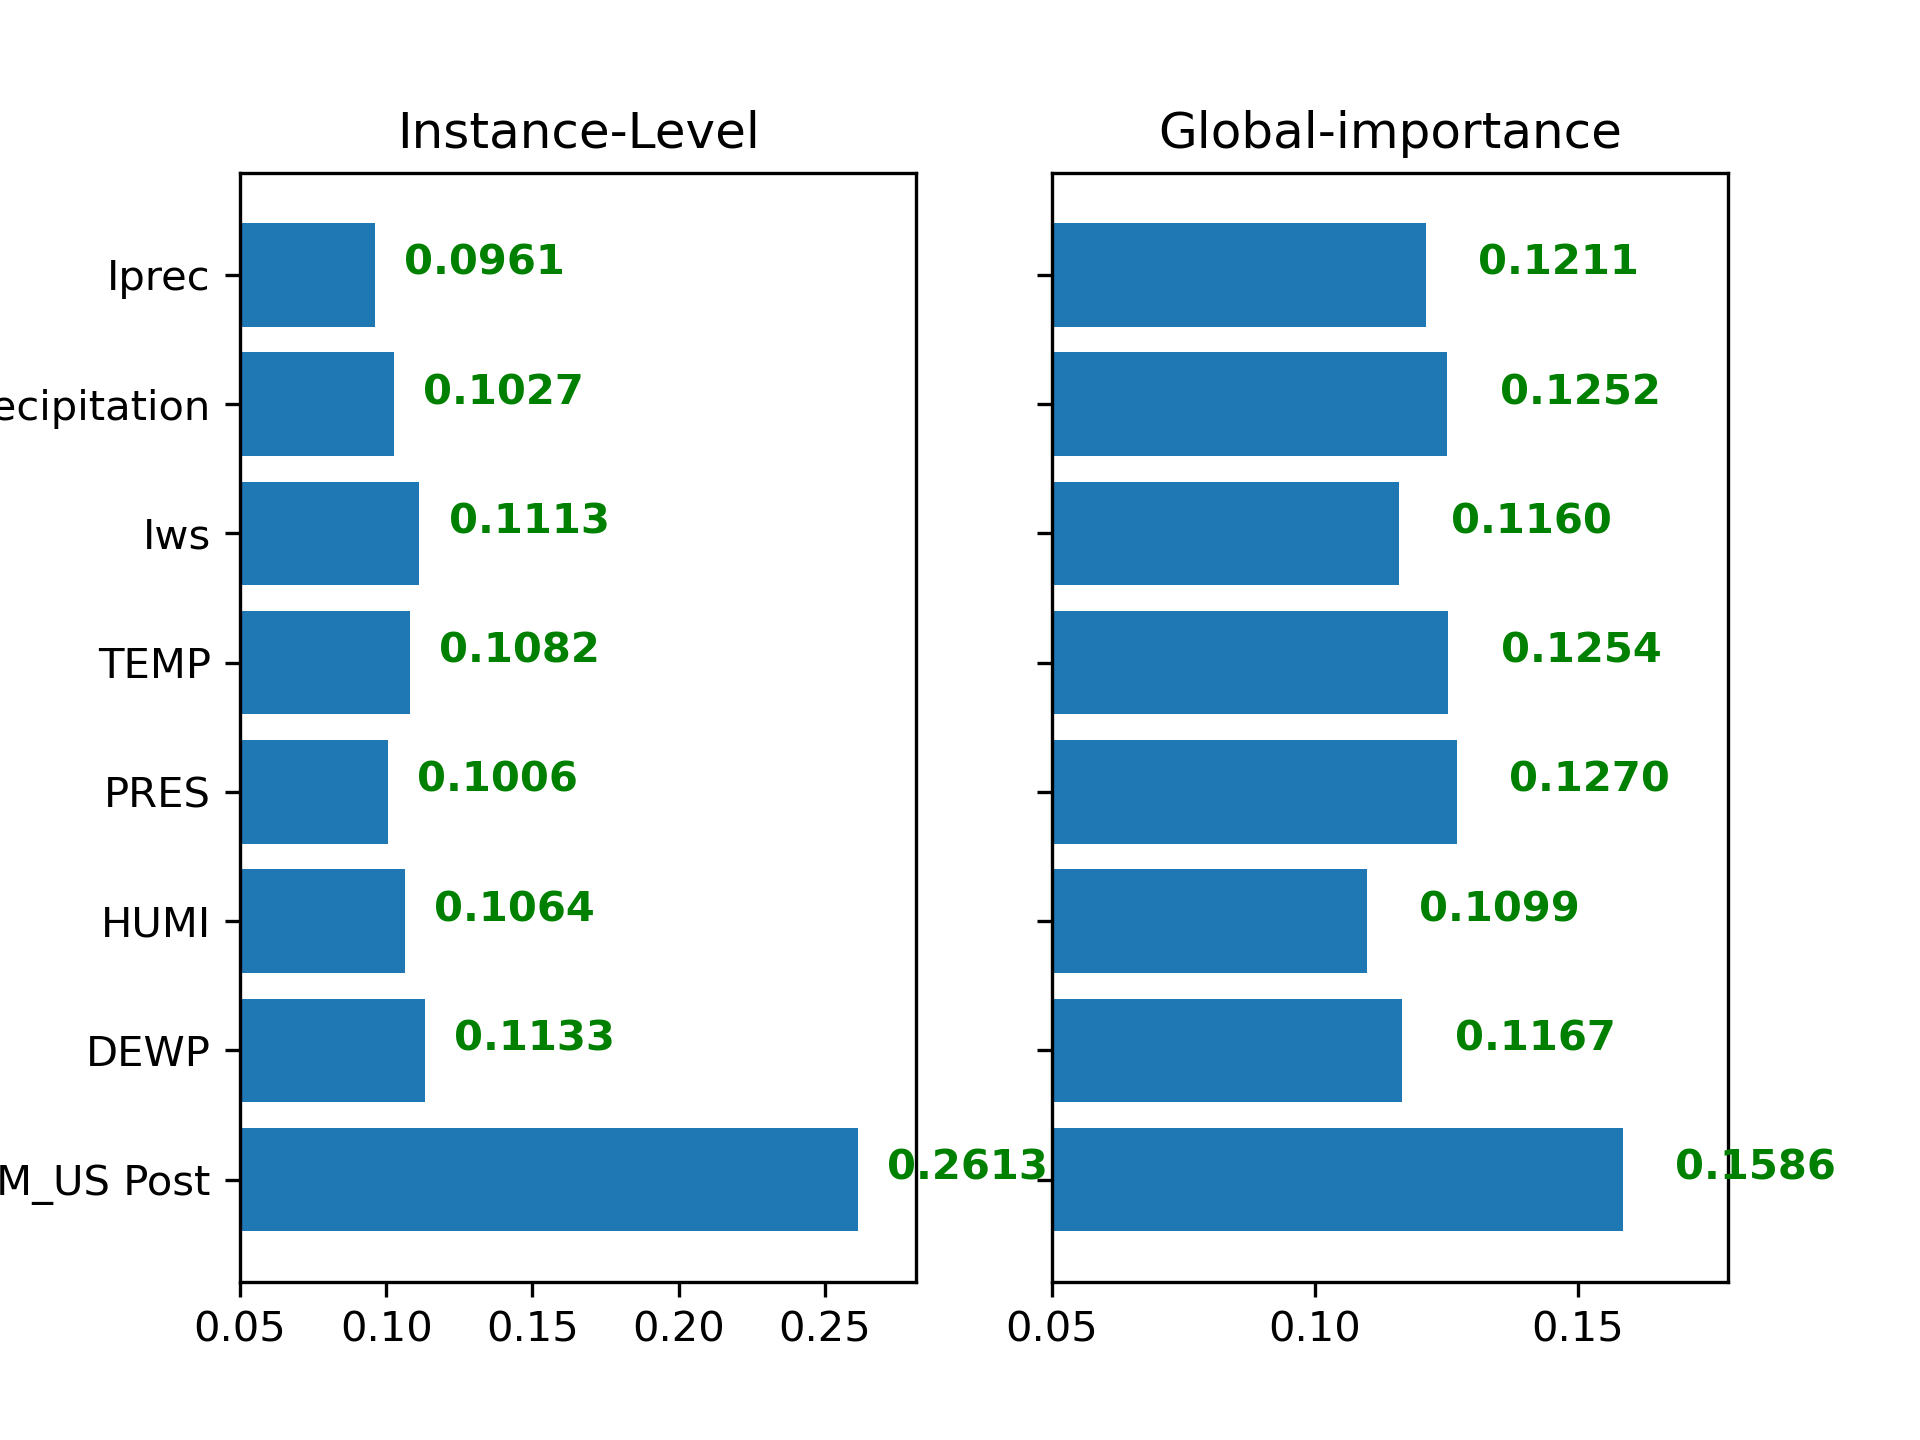 Instance-Level Global-importance
Iprec 0.0961 0.1211
ecipitation 0.1027 0.1252
Iws 0.1113 0.1160
TEMP 0.1082 0.1254
PRES 0.1006 0.1270
HUMI 0.1064 0.1099
DEWP 0.1133 0.1167
M_US Post 0.2613 0.1586
0.05 0.10 0.15 0.20 0.25 0.05 0.10 0.15